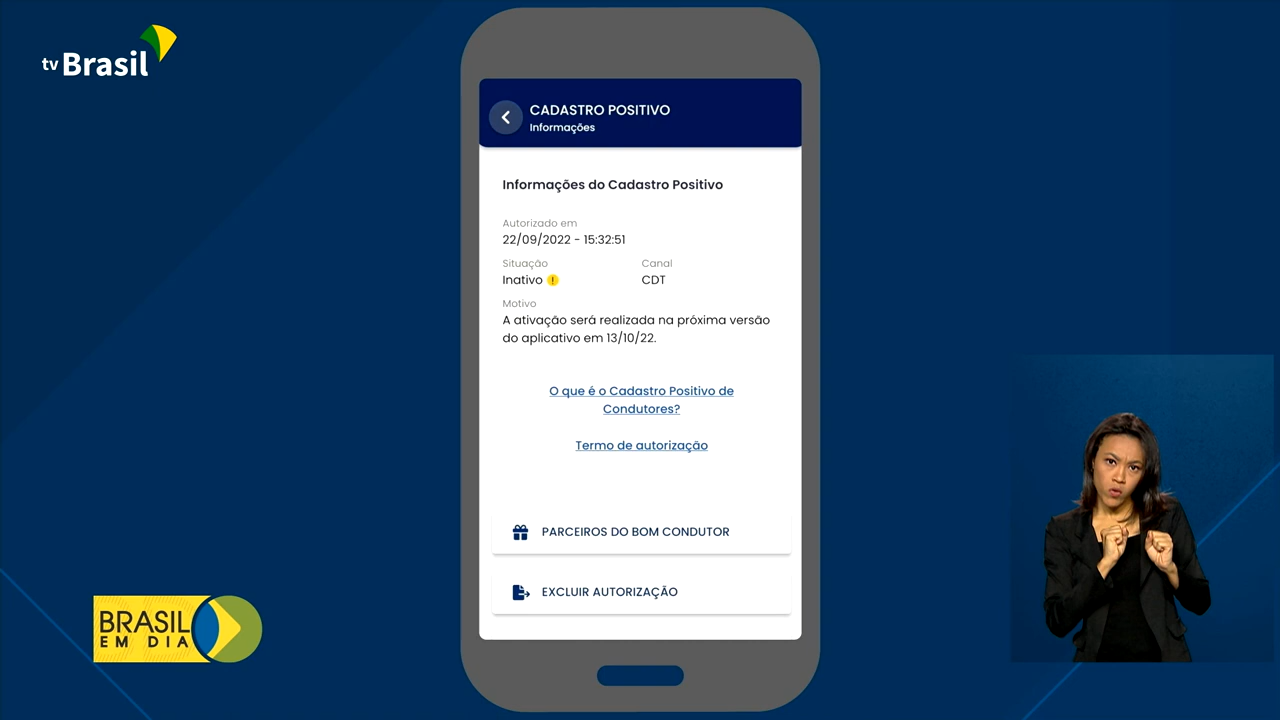 tv Brasil
CADASTRO POSITIVO
Informações
Informações do Cadastro Positivo
Autorizado em
22/09/2022 - 15:32:51
Situação
Canal
Inativo
CDT
Motivo
A ativação será realizada na próxima versão
do aplicativo em 13/10/22.
O que é o Cadastro Positivo de
Condutores?
Termo de autorização
PARCEIROS DO BOM CONDUTOR
EXCLUIR AUTORIZAÇÃO
BRASIL
EM DIA